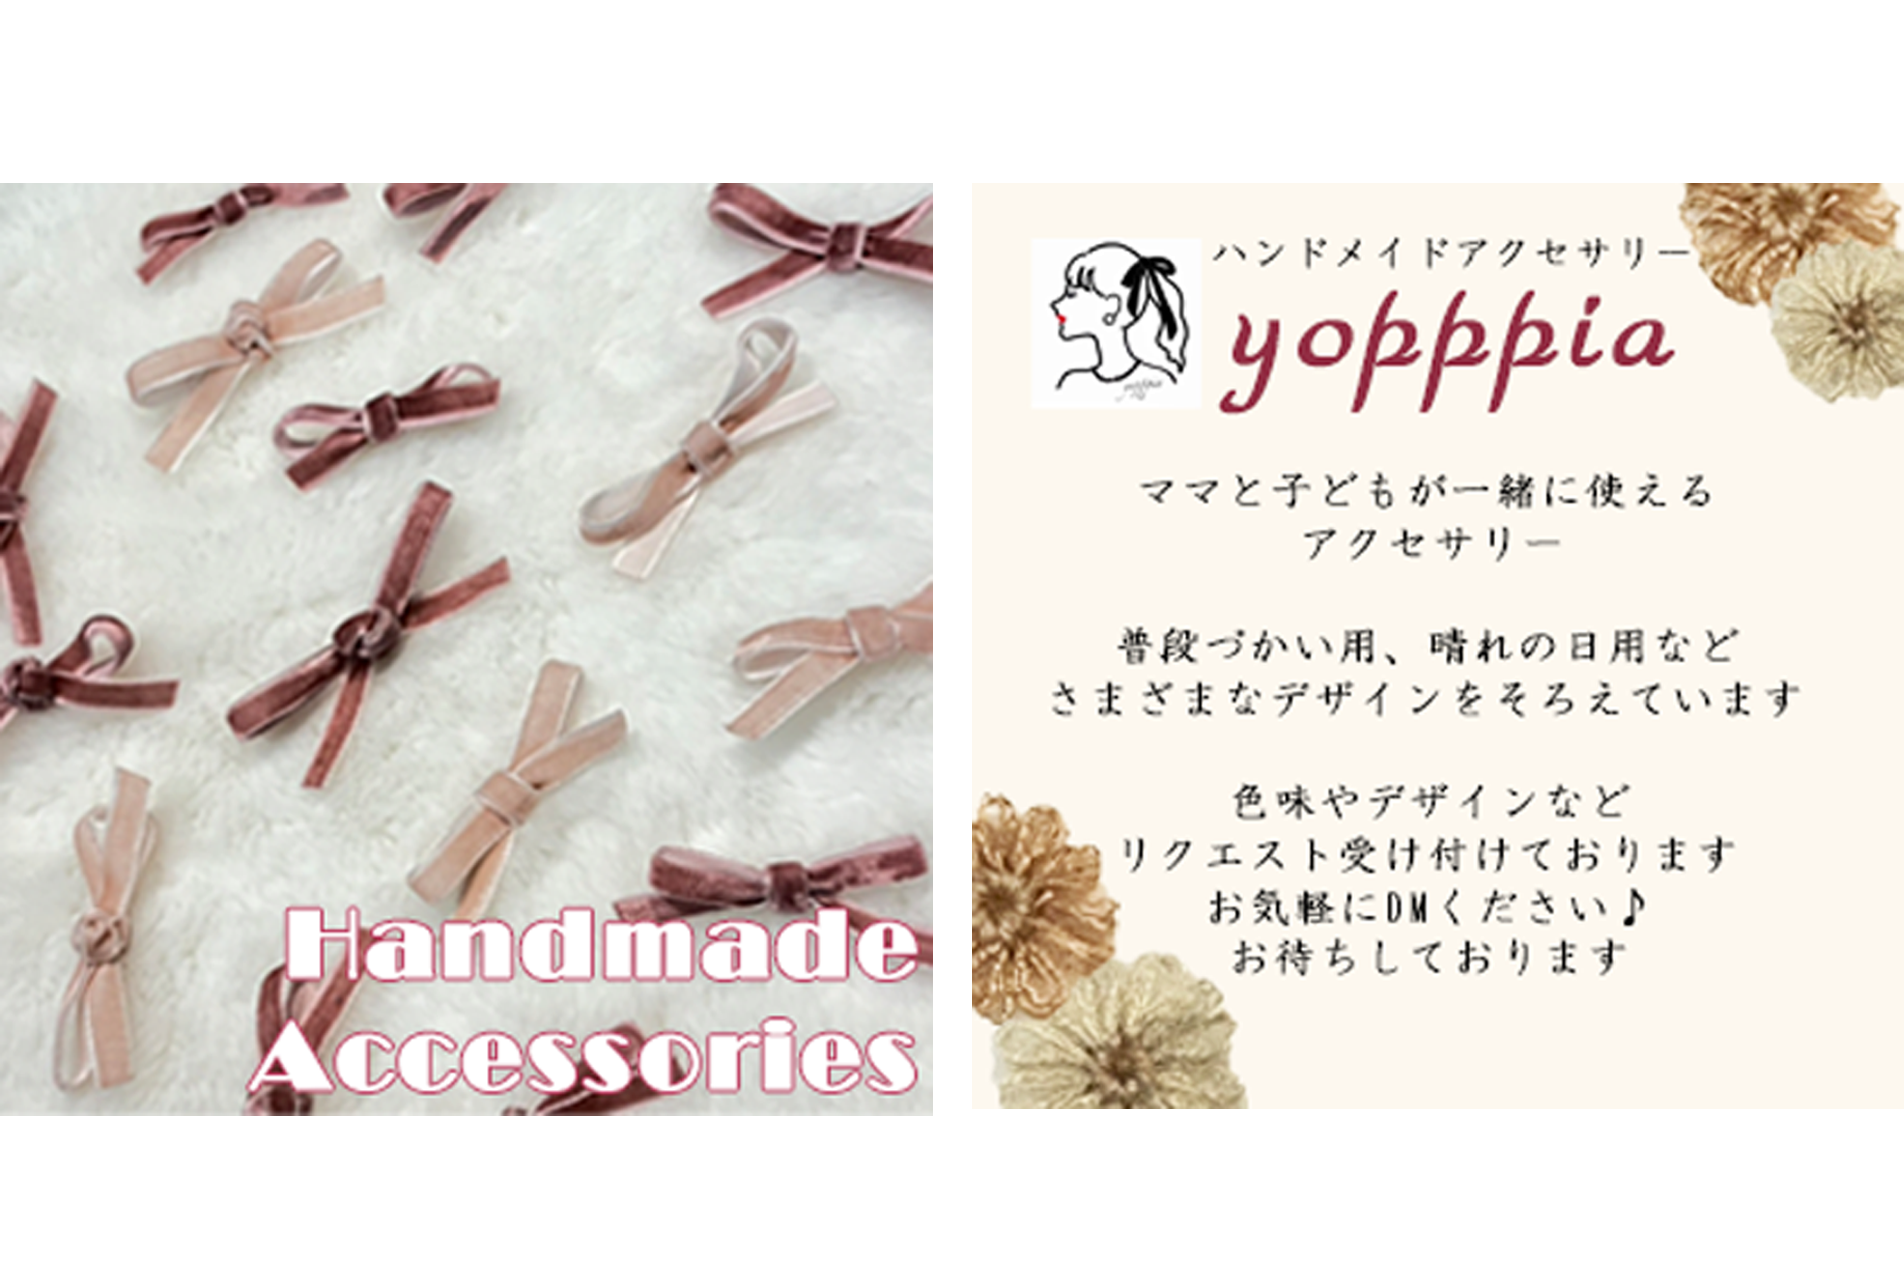 Handmade
Accessories
ハンドメイドアクセサリー
yopppia
ママと子どもが一緒に使える
アクセサリー
普段づかい用、晴れの日用など
さまざまなデザインをそろえています
色味やデザインなど
リクエスト受け付けております
お気軽にDMください♪
お待ちしております